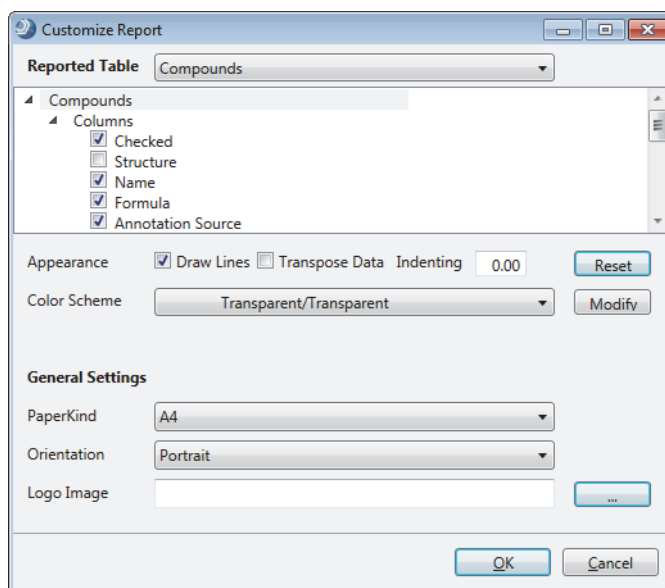 Customize Report
Reported Table Compounds
Compounds
Columns
Checked
Structure
Name
Formula
Annotation Source
Appearance Draw Lines Transpose Data Indenting 0.00 Reset
Color Scheme Transparent/Transparent Modify
General Settings
PaperKind A4
Orientation Portrait
Logo Image ...
OK Cancel